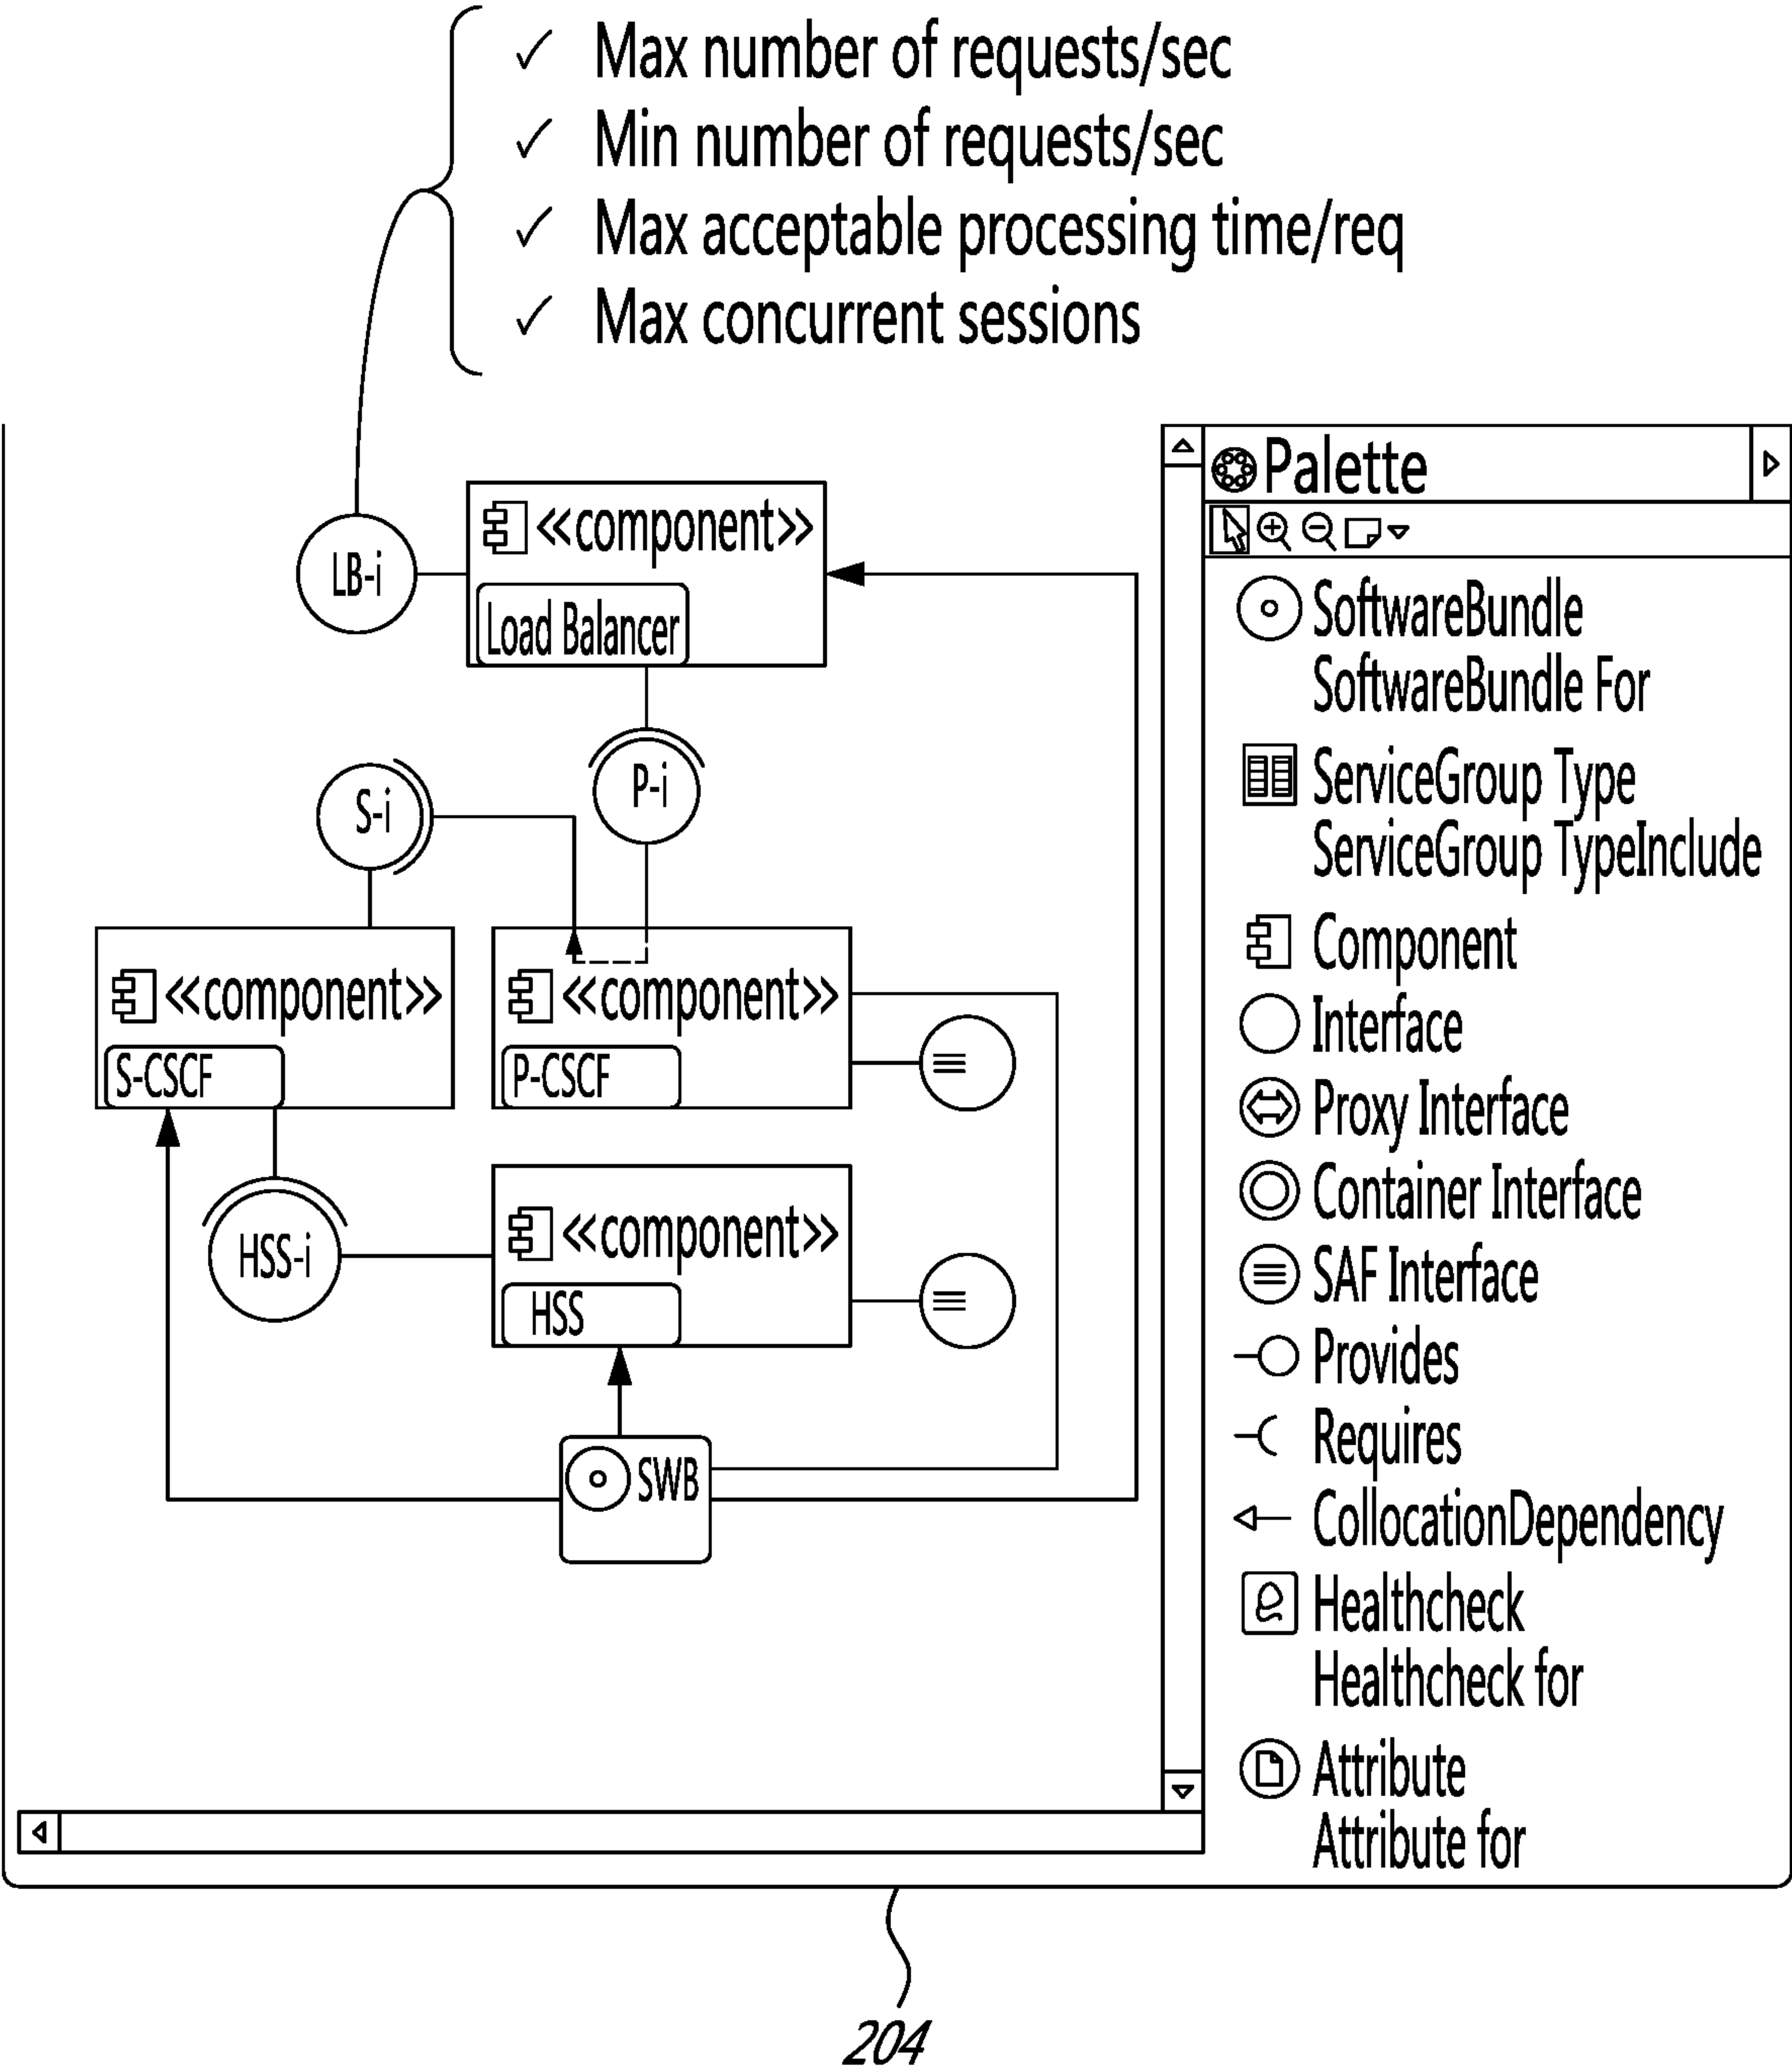 ✓ Max number of requests/sec
✓ Min number of requests/sec
✓ Max acceptable processing time/req
✓ Max concurrent sessions
LB-i
<<component>>
Load Balancer
P-i
S-i
<<component>>
S-CSCF
<<component>>
P-CSCF
HSS-i
<<component>>
HSS
SWB
Palette
SoftwareBundle
SoftwareBundle For
ServiceGroup Type
ServiceGroup TypeInclude
Component
Interface
Proxy Interface
Container Interface
SAF Interface
Provides
Requires
CollocationDependency
Healthcheck
Healthcheck for
Attribute
Attribute for
204